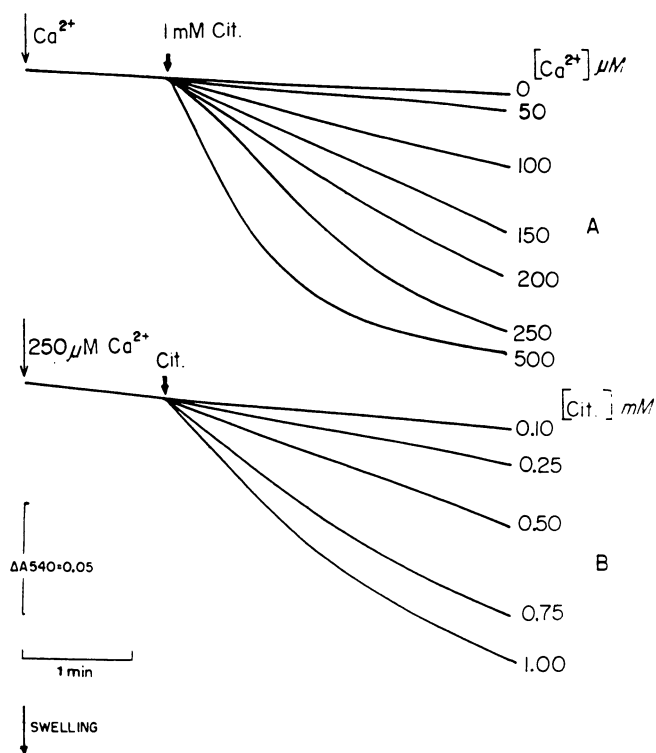 Ca²⁺
1 mM Cit.
[Ca²⁺] µM
0
50
100
150
A
200
250
500
250 µM Ca²⁺
Cit.
[Cit.] mM
0.10
0.25
0.50
ΔA540=0.05
B
0.75
1.00
1 min
SWELLING